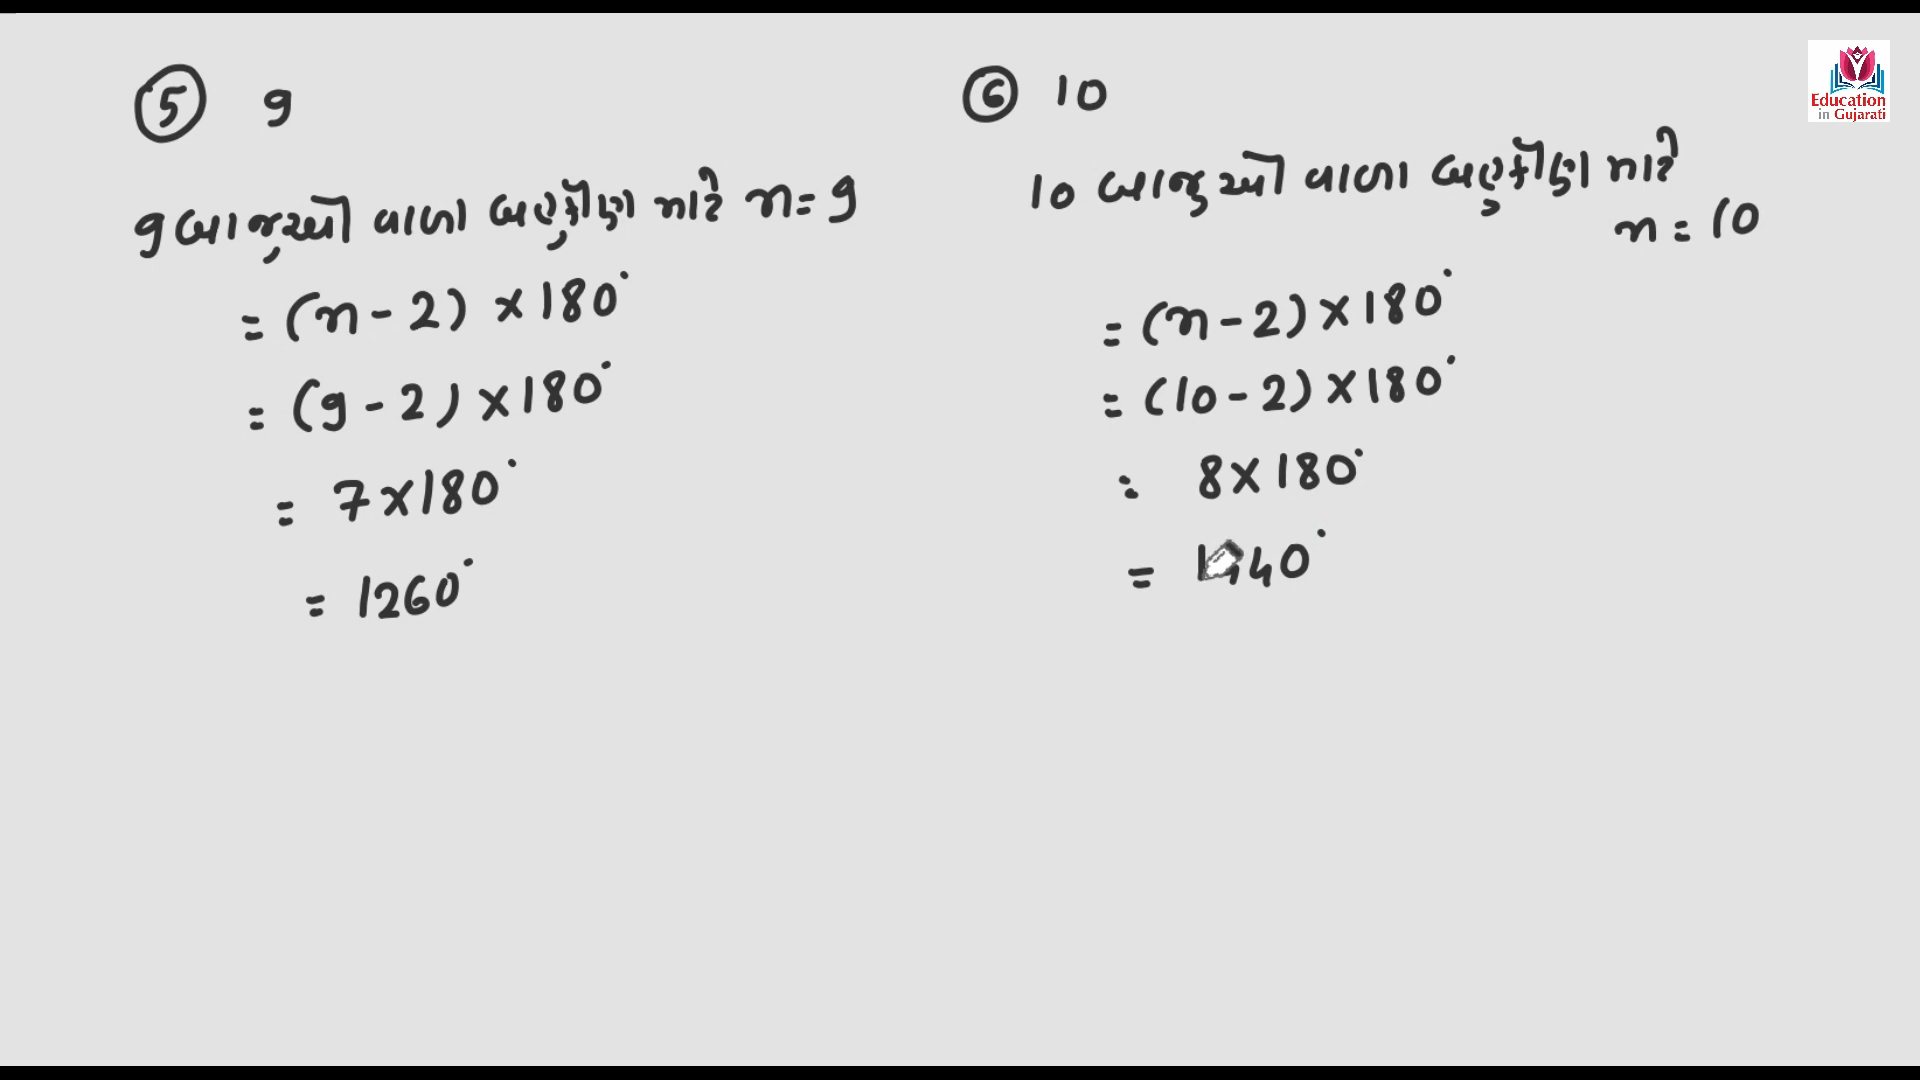 ⑤ 9
9 બાજુઓ વાળા બહુકોણ માટે n = 9
= (n - 2) × 180°
= (9 - 2) × 180°
= 7 × 180°
= 1260°
⑥ 10
10 બાજુઓ વાળા બહુકોણ માટે
n = 10
= (n - 2) × 180°
= (10 - 2) × 180°
= 8 × 180°
= 1440°
Education
in Gujarati